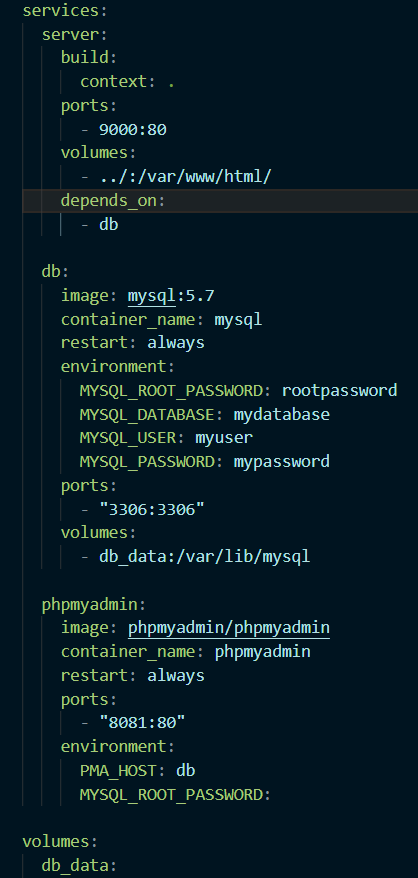 services:
  server:
    build:
      context: .
    ports:
      - 9000:80
    volumes:
      - ../:/var/www/html/
    depends_on:
      - db

  db:
    image: mysql:5.7
    container_name: mysql
    restart: always
    environment:
      MYSQL_ROOT_PASSWORD: rootpassword
      MYSQL_DATABASE: mydatabase
      MYSQL_USER: myuser
      MYSQL_PASSWORD: mypassword
    ports:
      - "3306:3306"
    volumes:
      - db_data:/var/lib/mysql

  phpmyadmin:
    image: phpmyadmin/phpmyadmin
    container_name: phpmyadmin
    restart: always
    ports:
      - "8081:80"
    environment:
      PMA_HOST: db
      MYSQL_ROOT_PASSWORD:

volumes:
  db_data: